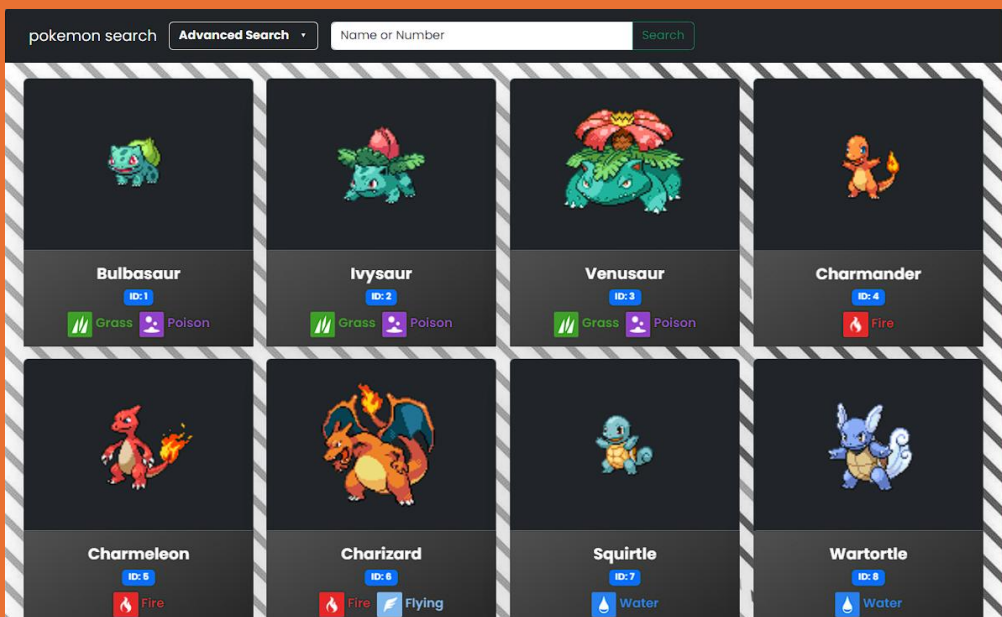 pokemon search Advanced Search Name or Number Search
Bulbasaur Ivysaur Venusaur Charmander
ID: 1 ID: 2 ID: 3 ID: 4
Grass Poison Grass Poison Grass Poison Fire
Charmeleon Charizard Squirtle Wartortle
ID: 5 ID: 6 ID: 7 ID: 8
Fire Fire Flying Water Water